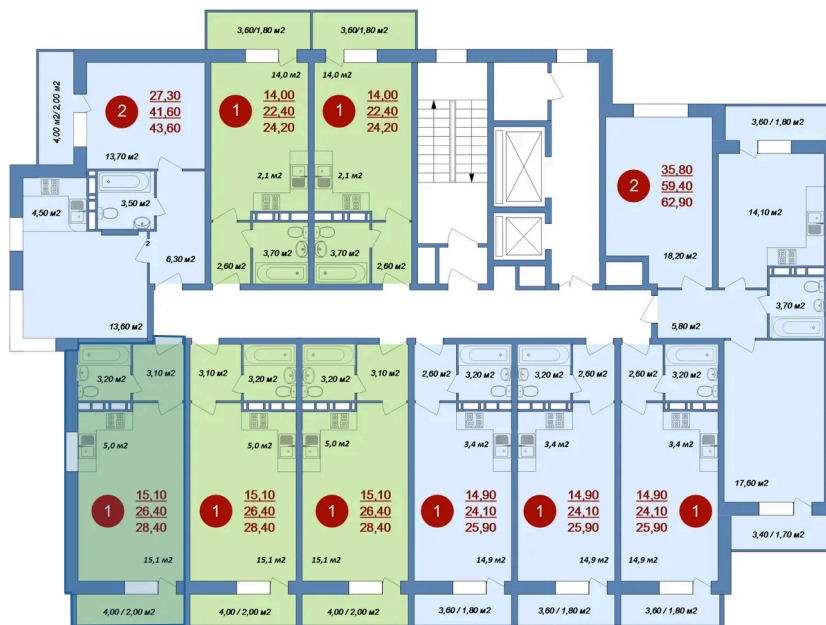 3,60/1,80 м2
3,60/1,80 м2
4,00 м2/ 2,00 м2
2
27,30
41,60
43,60
13,70 м2
14,0 м2
1
14,00
22,40
24,20
2,1 м2
14,0 м2
1
14,00
22,40
24,20
2,1 м2
3,60 / 1,80 м2
2
35,80
59,40
62,90
18,20 м2
14,10 м2
4,50 м2
3,50 м2
2
6,30 м2
13,60 м2
2,60 м2
3,70 м2
3,70 м2
2,60 м2
3,70 м2
5,80 м2
17,60 м2
3,40 / 1,70 м2
3,20 м2
3,10 м2
3,10 м2
3,20 м2
3,20 м2
3,10 м2
2,60 м2
3,20 м2
3,20 м2
2,60 м2
2,60 м2
3,20 м2
5,0 м2
5,0 м2
5,0 м2
3,4 м2
3,4 м2
3,4 м2
1
15,10
26,40
28,40
15,1 м2
1
15,10
26,40
28,40
15,1 м2
1
15,10
26,40
28,40
15,1 м2
1
14,90
24,10
25,90
14,9 м2
1
14,90
24,10
25,90
14,9 м2
14,90
24,10
25,90
1
14,9 м2
4,00 / 2,00 м2
4,00 / 2,00 м2
4,00 / 2,00 м2
3,60 / 1,80 м2
3,60 / 1,80 м2
3,60 / 1,80 м2